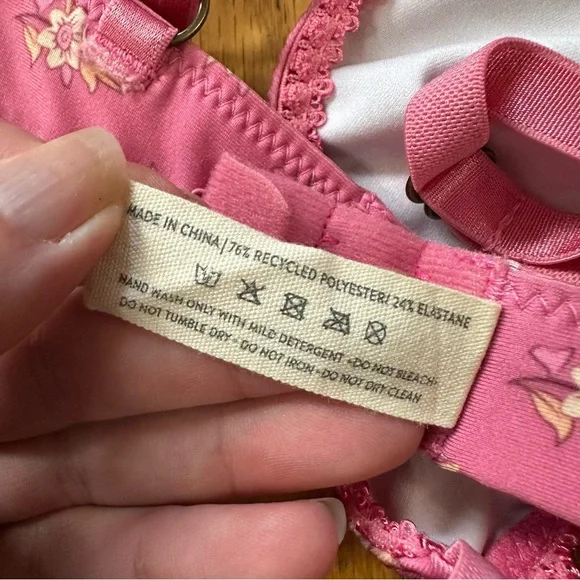 MADE IN CHINA / 76% RECYCLED POLYESTER/ 24% ELASTANE
HAND WASH ONLY WITH MILD DETERGENT • DO NOT BLEACH •
DO NOT TUMBLE DRY • DO NOT IRON • DO NOT DRY CLEAN